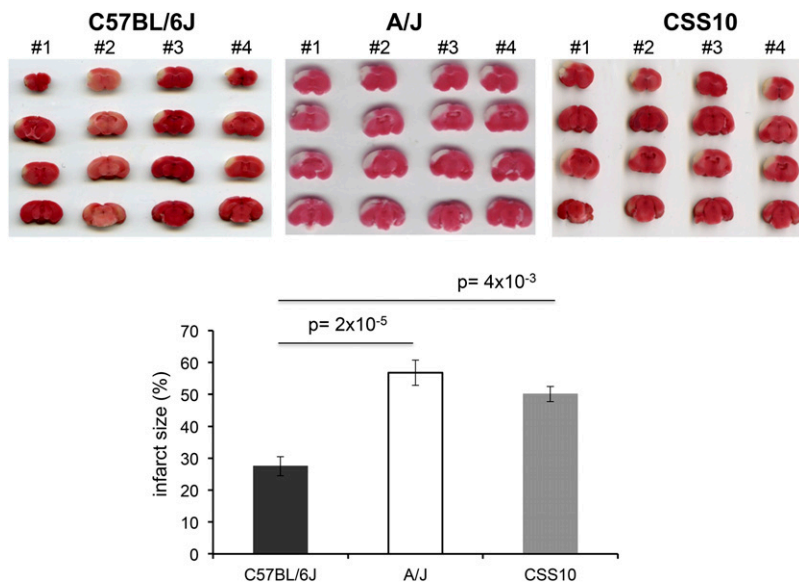 C57BL/6J A/J CSS10
#1 #2 #3 #4 #1 #2 #3 #4 #1 #2 #3 #4
p= 4x10-3
p= 2x10-5
70
60
50
40
30
20
10
0
infarct size (%)
C57BL/6J A/J CSS10